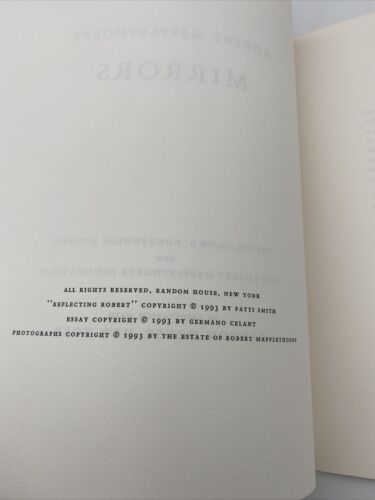 ROBERT MAPPLETHORPE
MIRRORS
THE SOLOMON R. GUGGENHEIM MUSEUM
AND
THE ROBERT MAPPLETHORPE FOUNDATION
ALL RIGHTS RESERVED, RANDOM HOUSE, NEW YORK
"REFLECTING ROBERT" COPYRIGHT © 1993 BY PATTI SMITH
ESSAY COPYRIGHT © 1993 BY GERMANO CELANT
PHOTOGRAPHS COPYRIGHT © 1993 BY THE ESTATE OF ROBERT MAPPLETHORPE